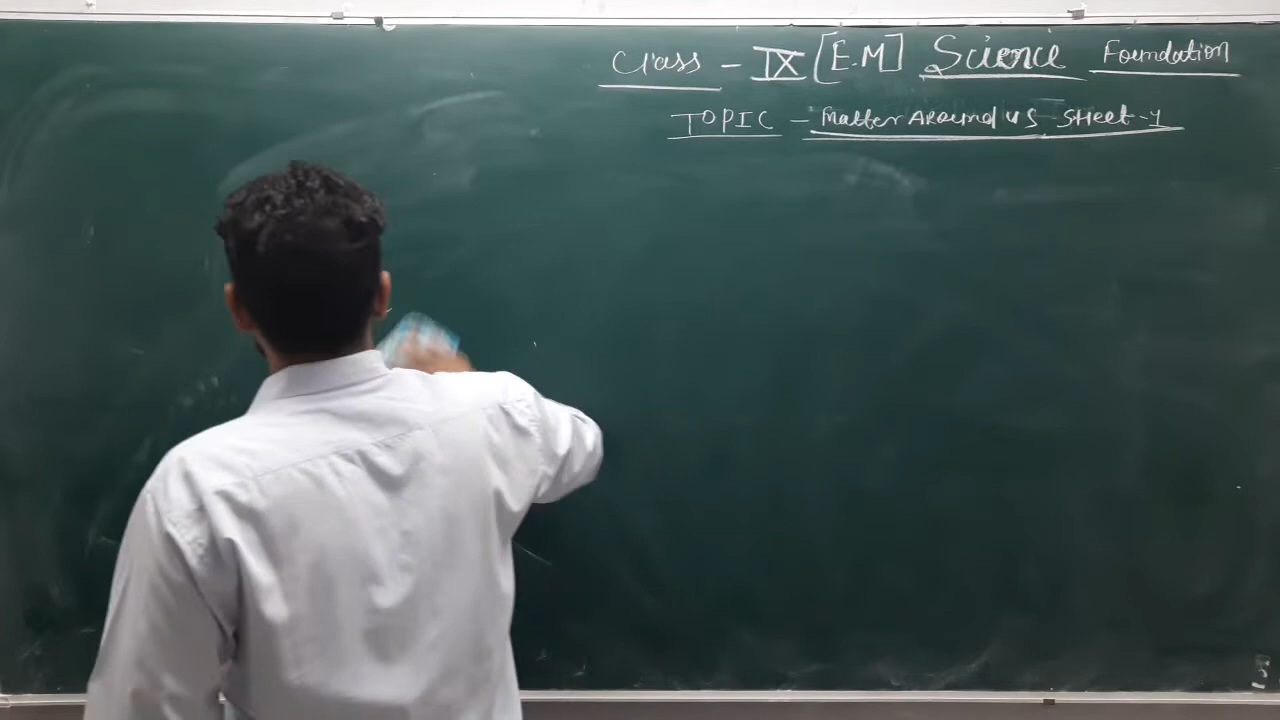 Class - IX [E.M] Science Foundation
TOPIC - Matter Around us Sheet-4